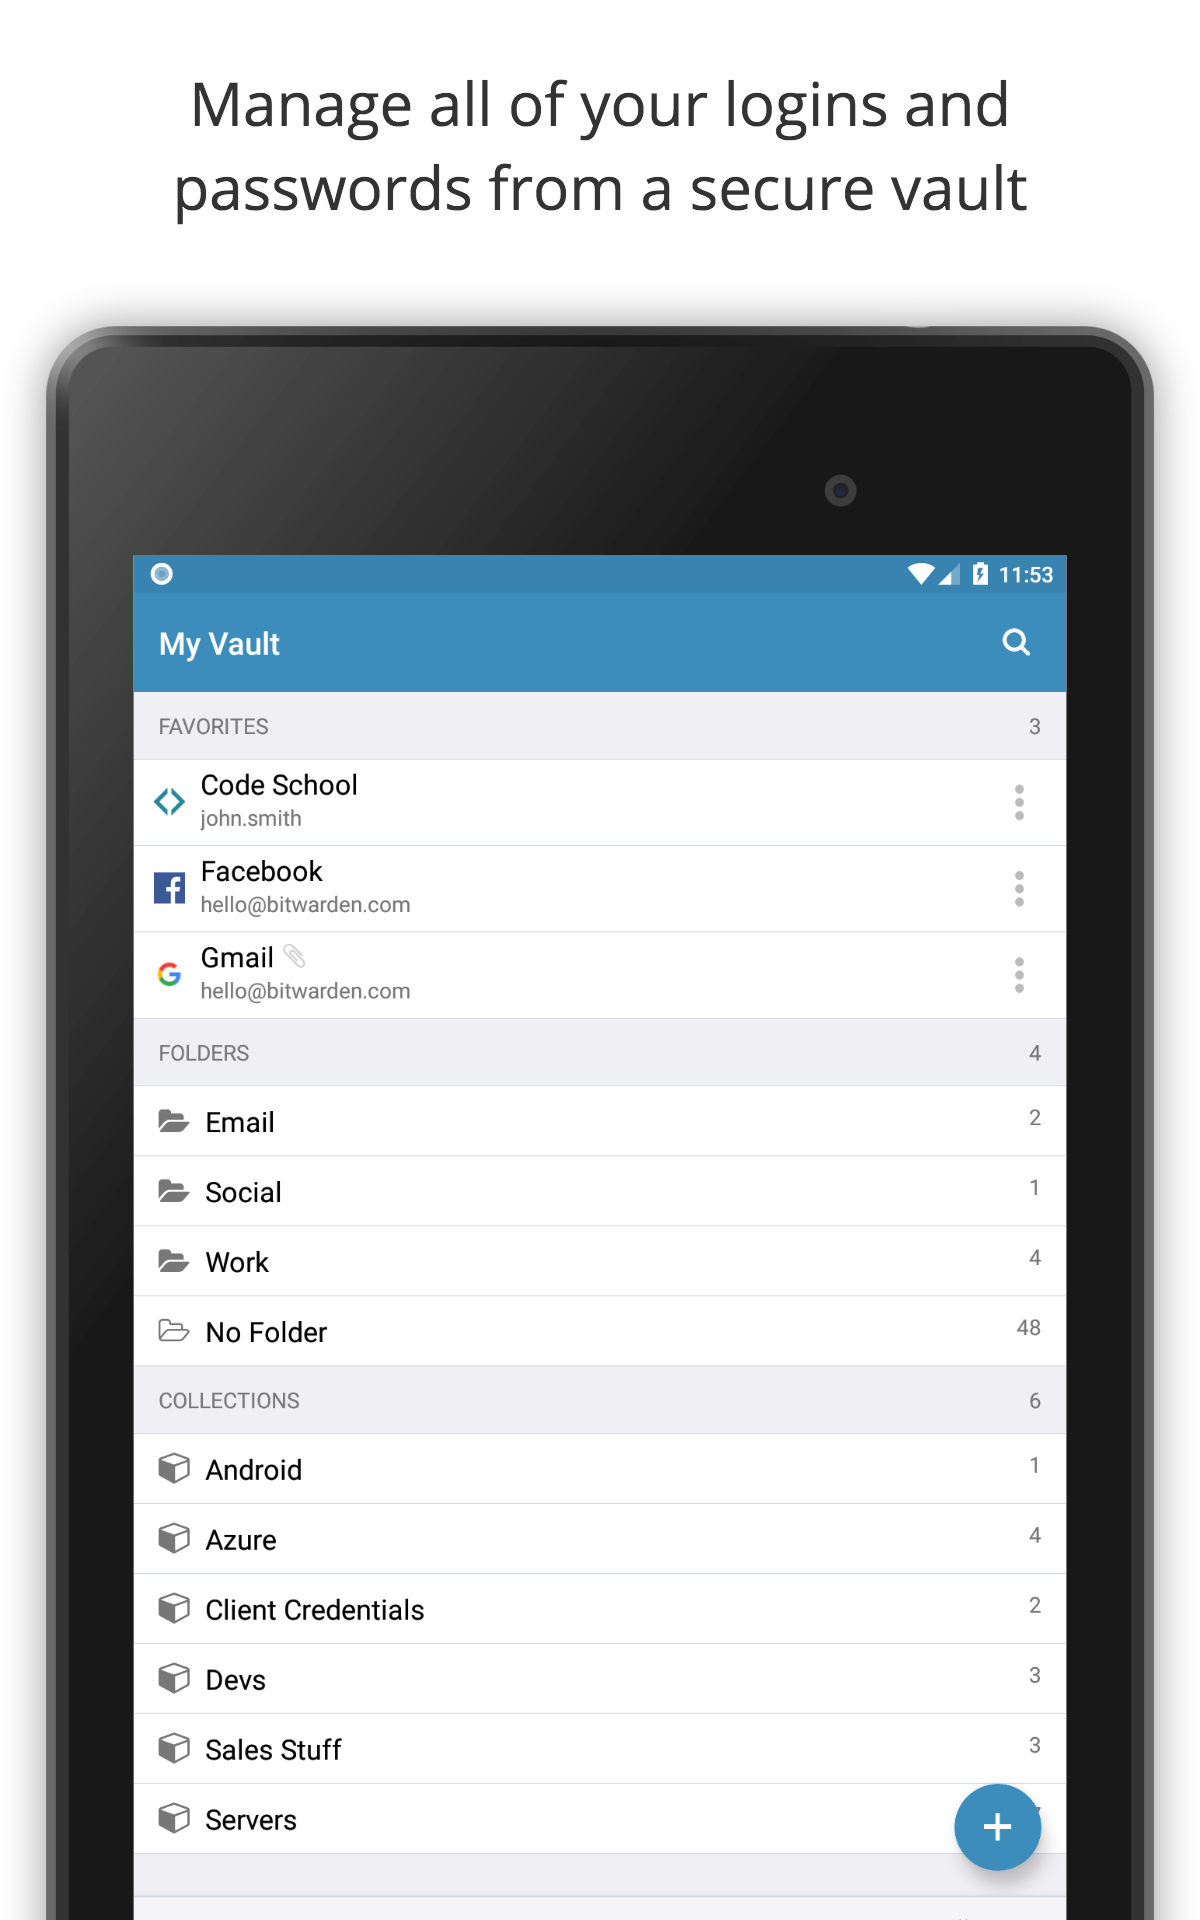 Manage all of your logins and
passwords from a secure vault
11:53
My Vault
FAVORITES 3
Code School
john.smith
Facebook
hello@bitwarden.com
Gmail
hello@bitwarden.com
FOLDERS 4
Email 2
Social 1
Work 4
No Folder 48
COLLECTIONS 6
Android 1
Azure 4
Client Credentials 2
Devs 3
Sales Stuff 3
Servers